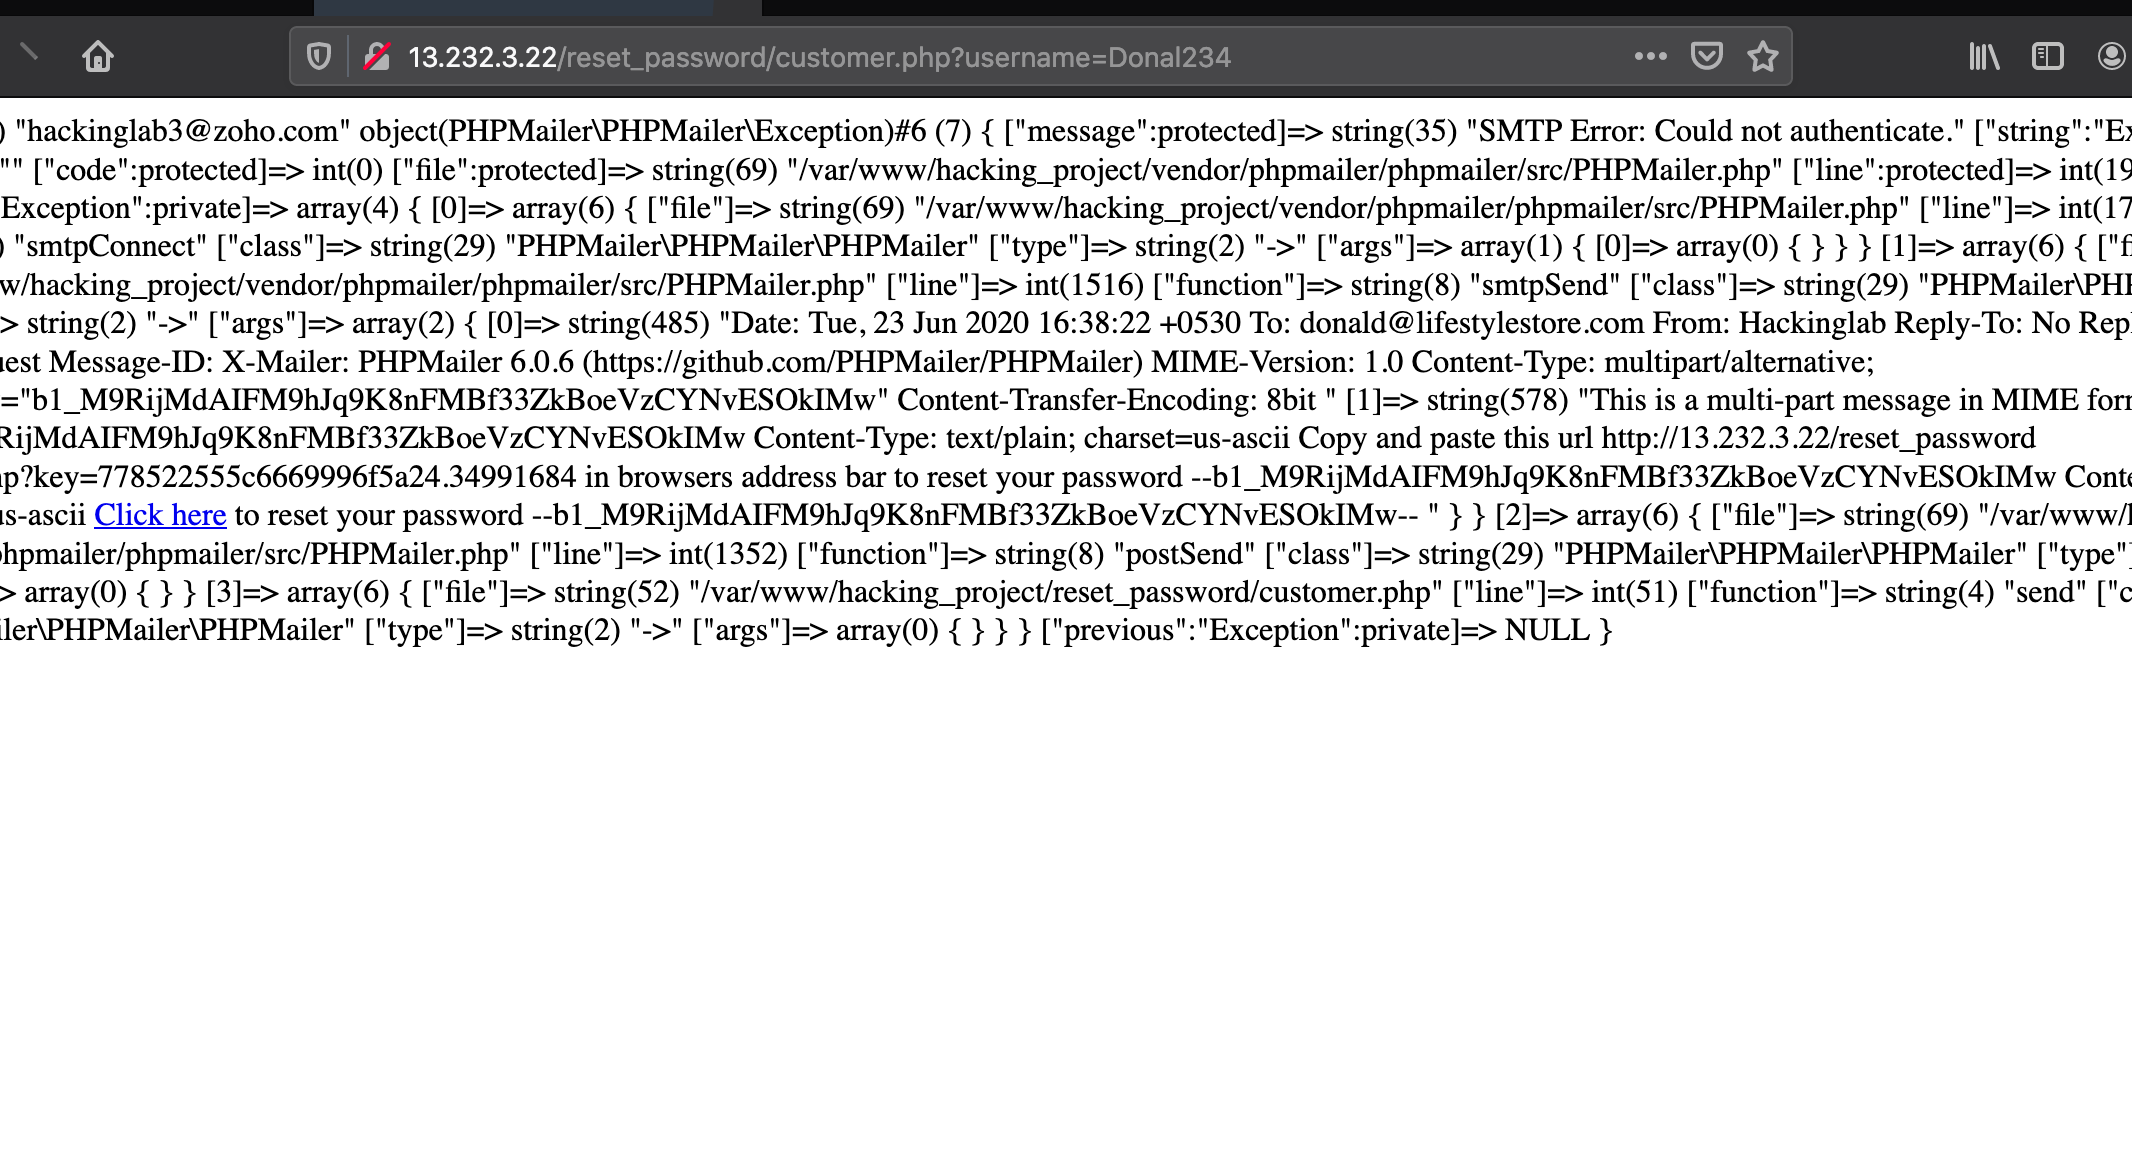 13.232.3.22/reset_password/customer.php?username=Donal234
) "hackinglab3@zoho.com" object(PHPMailer\PHPMailer\Exception)#6 (7) { ["message":protected]=> string(35) "SMTP Error: Could not authenticate." ["string":"Ex
"" ["code":protected]=> int(0) ["file":protected]=> string(69) "/var/www/hacking_project/vendor/phpmailer/phpmailer/src/PHPMailer.php" ["line":protected]=> int(19
Exception":private]=> array(4) { [0]=> array(6) { ["file"]=> string(69) "/var/www/hacking_project/vendor/phpmailer/phpmailer/src/PHPMailer.php" ["line"]=> int(17
) "smtpConnect" ["class"]=> string(29) "PHPMailer\PHPMailer\PHPMailer" ["type"]=> string(2) "->" ["args"]=> array(1) { [0]=> array(0) { } } } [1]=> array(6) { ["fi
w/hacking_project/vendor/phpmailer/phpmailer/src/PHPMailer.php" ["line"]=> int(1516) ["function"]=> string(8) "smtpSend" ["class"]=> string(29) "PHPMailer\PHP
> string(2) "->" ["args"]=> array(2) { [0]=> string(485) "Date: Tue, 23 Jun 2020 16:38:22 +0530 To: donald@lifestylestore.com From: Hackinglab Reply-To: No Repl
uest Message-ID: X-Mailer: PHPMailer 6.0.6 (https://github.com/PHPMailer/PHPMailer) MIME-Version: 1.0 Content-Type: multipart/alternative;
="b1_M9RijMdAIFM9hJq9K8nFMBf33ZkBoeVzCYNvESOkIMw" Content-Transfer-Encoding: 8bit " [1]=> string(578) "This is a multi-part message in MIME form
RijMdAIFM9hJq9K8nFMBf33ZkBoeVzCYNvESOkIMw Content-Type: text/plain; charset=us-ascii Copy and paste this url http://13.232.3.22/reset_password
p?key=778522555c6669996f5a24.34991684 in browsers address bar to reset your password --b1_M9RijMdAIFM9hJq9K8nFMBf33ZkBoeVzCYNvESOkIMw Conte
us-ascii Click here to reset your password --b1_M9RijMdAIFM9hJq9K8nFMBf33ZkBoeVzCYNvESOkIMw-- " } } [2]=> array(6) { ["file"]=> string(69) "/var/www/h
phpmailer/phpmailer/src/PHPMailer.php" ["line"]=> int(1352) ["function"]=> string(8) "postSend" ["class"]=> string(29) "PHPMailer\PHPMailer\PHPMailer" ["type"]
> array(0) { } } [3]=> array(6) { ["file"]=> string(52) "/var/www/hacking_project/reset_password/customer.php" ["line"]=> int(51) ["function"]=> string(4) "send" ["c
iler\PHPMailer\PHPMailer" ["type"]=> string(2) "->" ["args"]=> array(0) { } } } ["previous":"Exception":private]=> NULL }